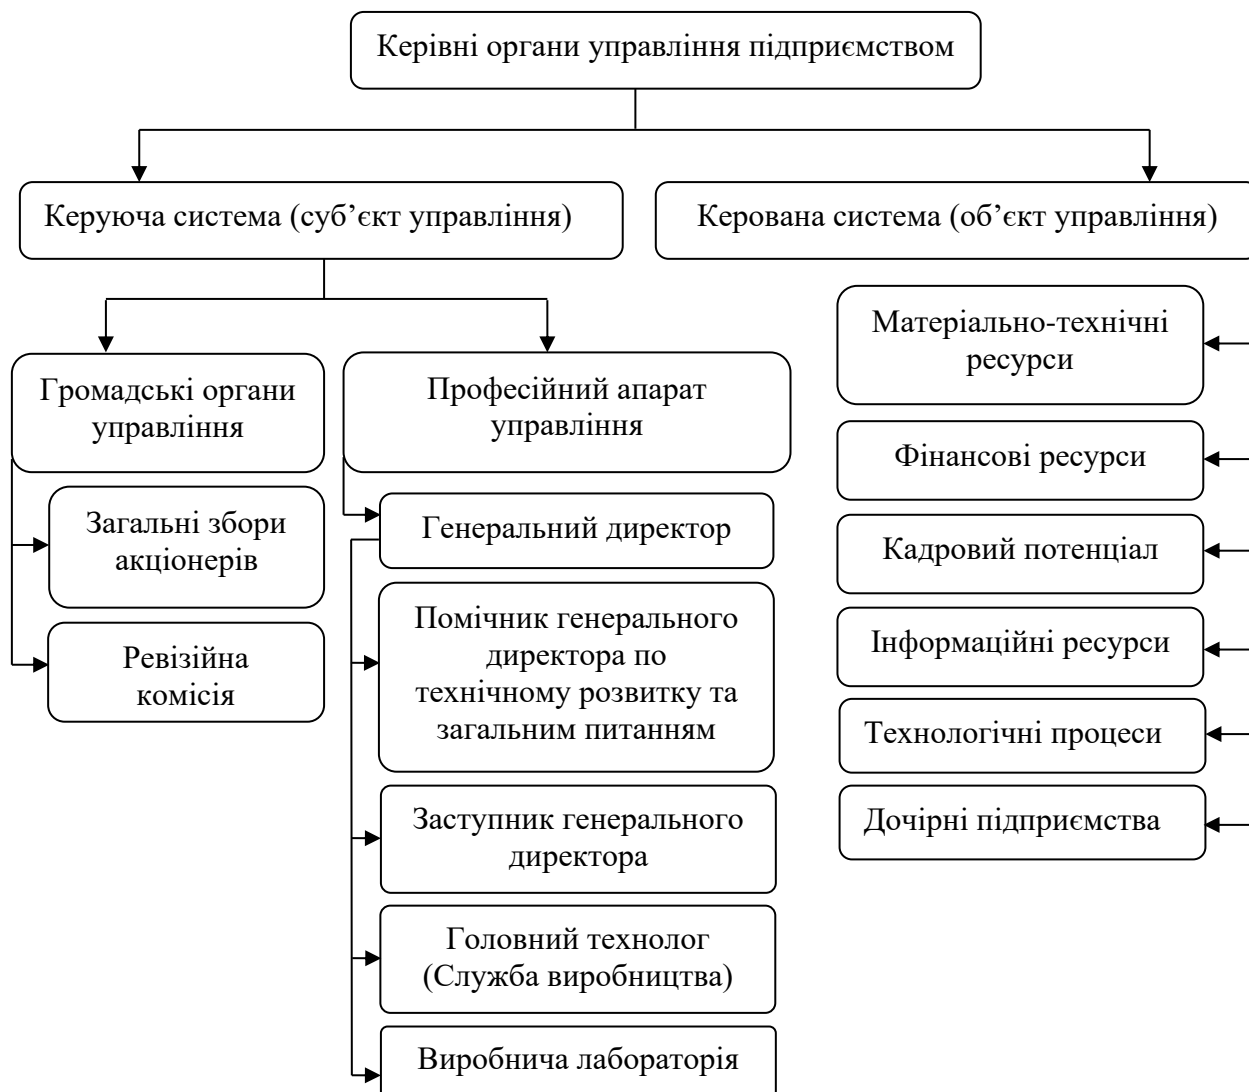 Керівні органи управління підприємством
Керуюча система (суб’єкт управління)
Керована система (об’єкт управління)
Громадські органи
управління
Загальні збори
акціонерів
Ревізійна
комісія
Професійний апарат
управління
Генеральний директор
Помічник генерального
директора по
технічному розвитку та
загальним питанням
Заступник генерального
директора
Головний технолог
(Служба виробництва)
Виробнича лабораторія
Матеріально-технічні
ресурси
Фінансові ресурси
Кадровий потенціал
Інформаційні ресурси
Технологічні процеси
Дочірні підприємства